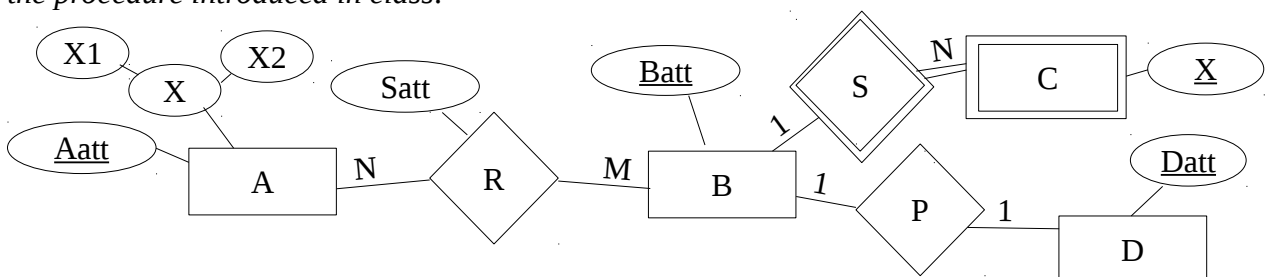 the procedure introduced in class.
X1
X2
X
Satt
Batt
S
N
C
X
Aatt
A
N
R
M
B
1
1
P
1
Datt
D